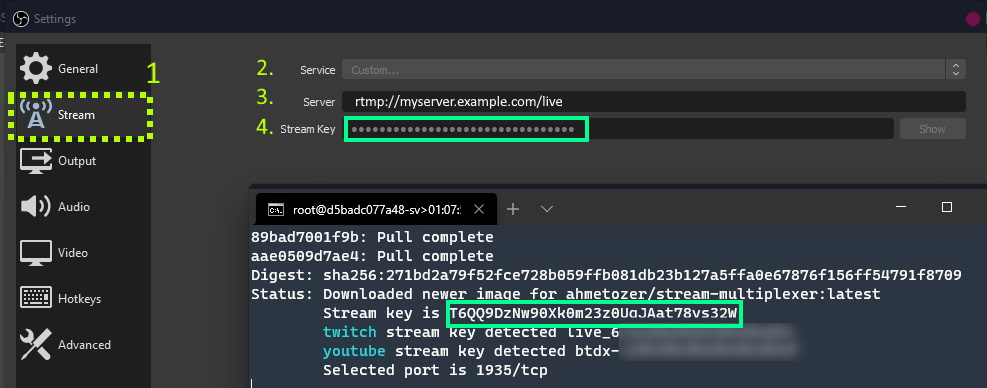 Settings
General
1
Stream
Output
Audio
Video
Hotkeys
Advanced
2. Service Custom...
3. Server rtmp://myserver.example.com/live
4. Stream Key ••••••••••••••••••••••••••••••••
Show
root@d5badc077a48-sv>01:07:
89bad7001f9b: Pull complete
aae0509d7ae4: Pull complete
Digest: sha256:271bd2a79f52fce728b059ffb081db23b127a5ffa0e67876f156ff54791f8709
Status: Downloaded newer image for ahmetozer/stream-multiplexer:latest
Stream key is T6QQ9DzNw90Xk0m23z0UaJAat78vs32W
twitch stream key detected live_6
youtube stream key detected btdx-
Selected port is 1935/tcp